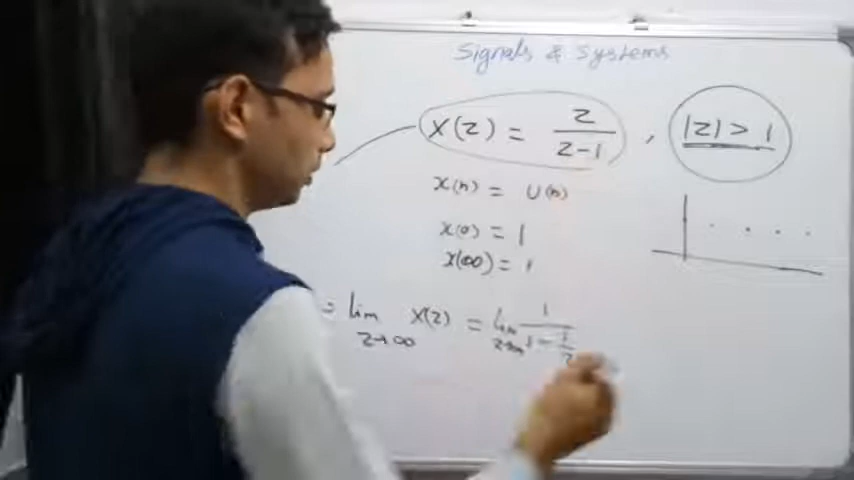 Signals & Systems
X(z) = z / z-1 , |z| > 1
x(n) = U(n)
x(0) = 1
x(∞) = 1
= lim z→∞ X(z) = lim z→∞ 1 / 1 - 1/z